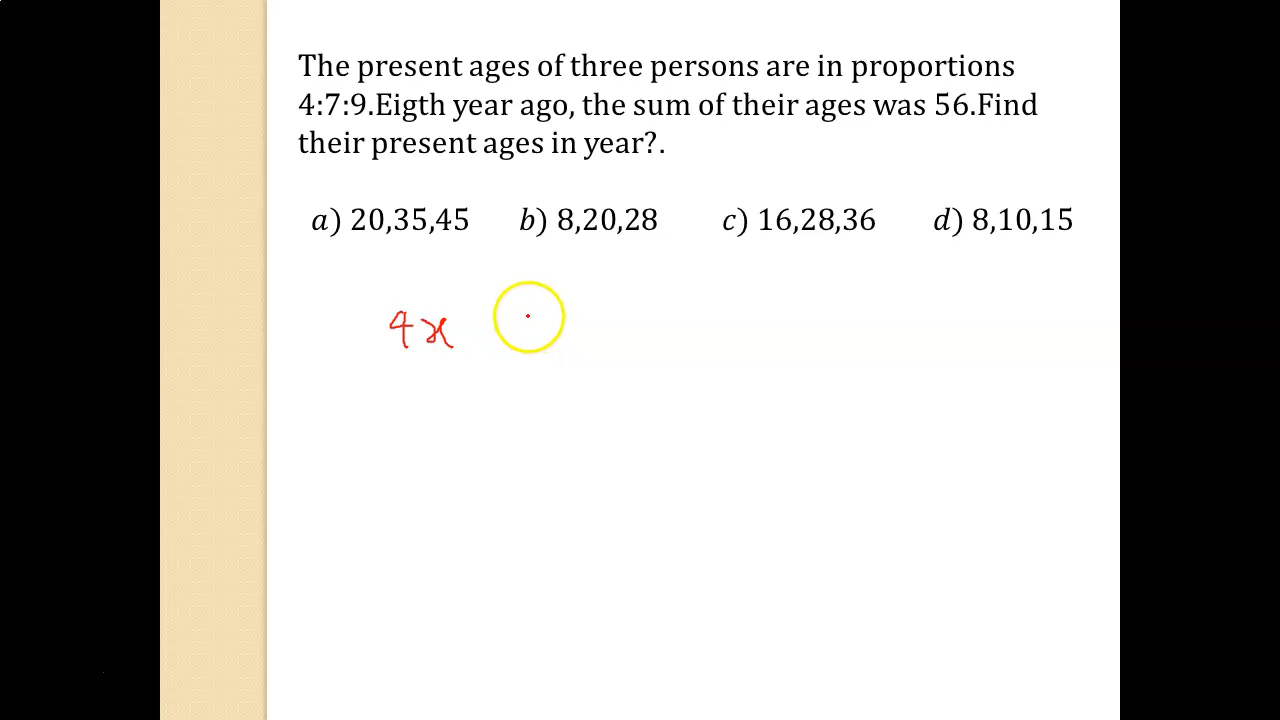 The present ages of three persons are in proportions
4:7:9.Eigth year ago, the sum of their ages was 56.Find
their present ages in year?.
a) 20,35,45 b) 8,20,28 c) 16,28,36 d) 8,10,15
4x